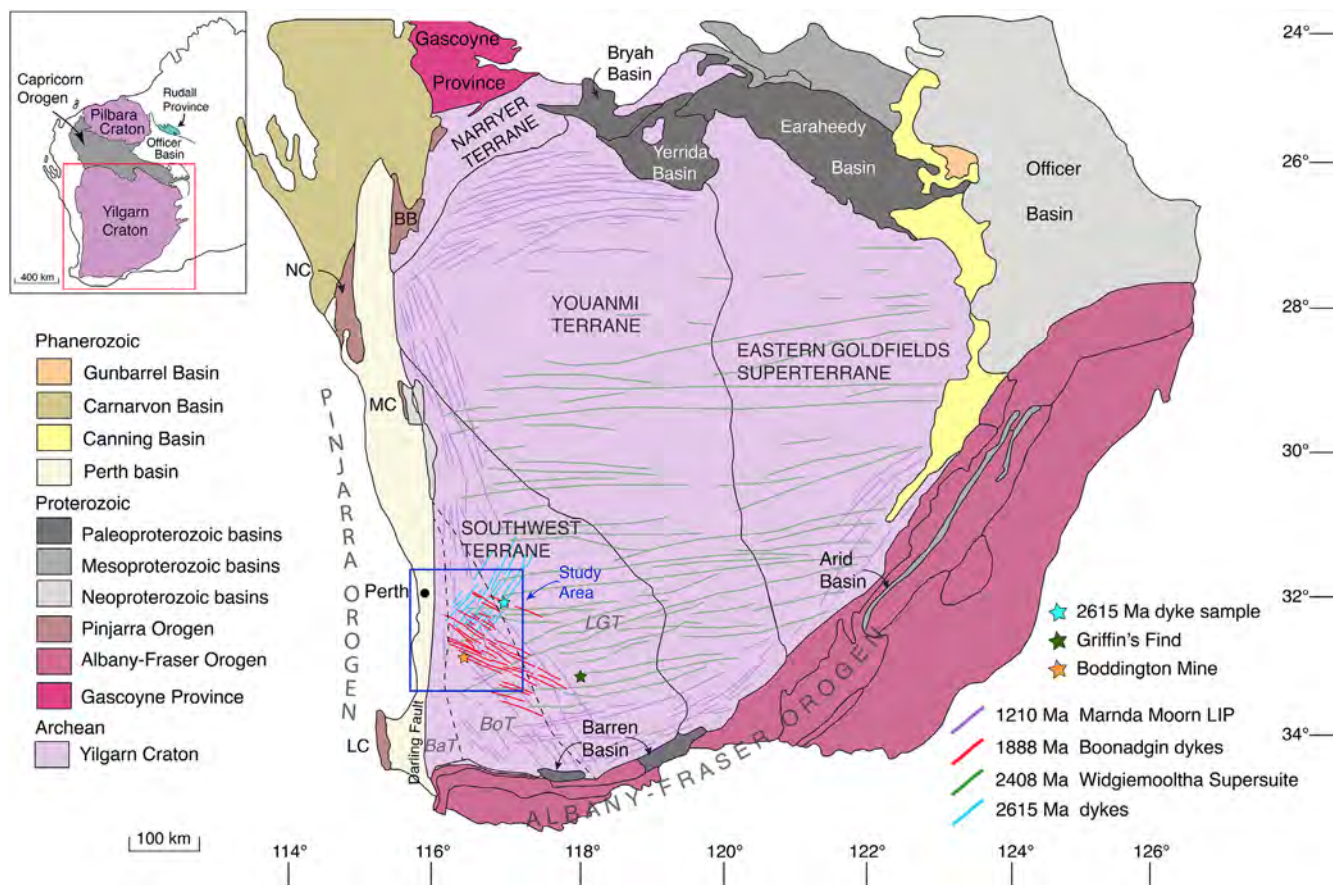 Capricorn
Orogen
Pilbara
Craton
Rudall
Province
Officer
Basin
Yilgarn
Craton
400 km
Gascoyne
Province
Bryah
Basin
NARRYER
TERRANE
Yerrida
Basin
Earaheedy
Basin
Officer
Basin
BB
NC
MC
LC
YOUANMI
TERRANE
EASTERN GOLDFIELDS
SUPERTERRANE
SOUTHWEST
TERRANE
Study
Area
Perth
LGT
BoT
BaT
Darling Fault
Barren
Basin
Arid
Basin
PINJARRA OROGEN
ALBANY-FRASER OROGEN
Phanerozoic
Gunbarrel Basin
Carnarvon Basin
Canning Basin
Perth basin
Proterozoic
Paleoproterozoic basins
Mesoproterozoic basins
Neoproterozoic basins
Pinjarra Orogen
Albany-Fraser Orogen
Gascoyne Province
Archean
Yilgarn Craton
100 km
2615 Ma dyke sample
Griffin's Find
Boddington Mine
1210 Ma Marnda Moorn LIP
1888 Ma Boonadgin dykes
2408 Ma Widgiemooltha Supersuite
2615 Ma dykes
24°
26°
28°
30°
32°
34°
114° 116° 118° 120° 122° 124° 126°